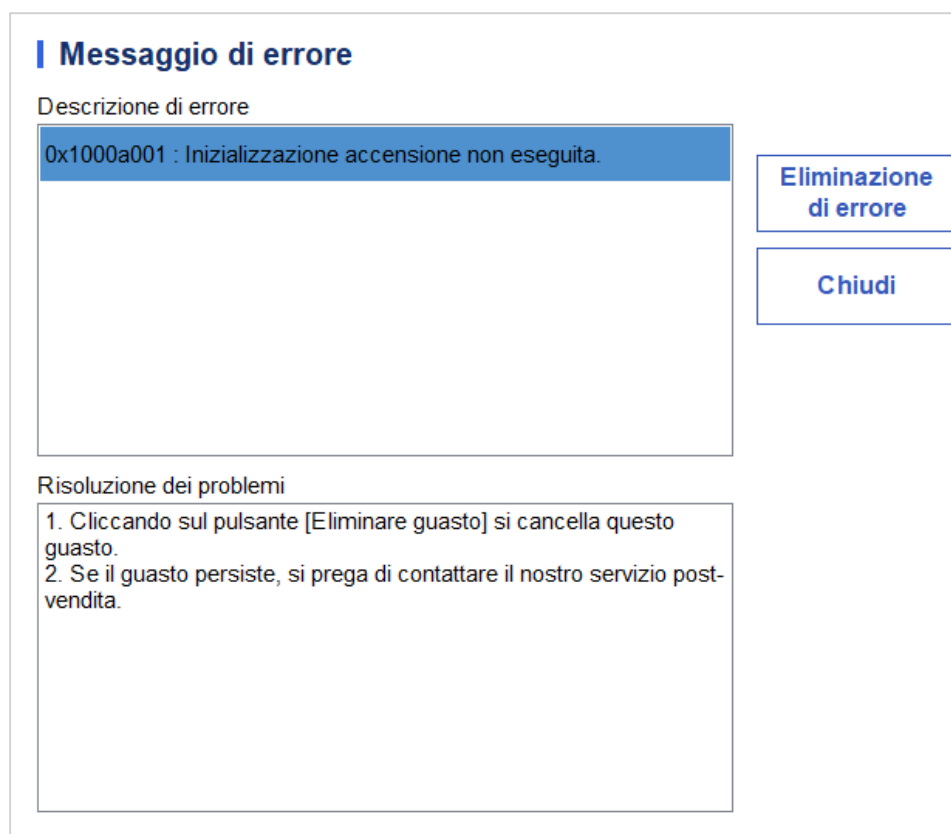 Messaggio di errore
Descrizione di errore
0x1000a001 : Inizializzazione accensione non eseguita.
Eliminazione
di errore
Chiudi
Risoluzione dei problemi
1. Cliccando sul pulsante [Eliminare guasto] si cancella questo
guasto.
2. Se il guasto persiste, si prega di contattare il nostro servizio post-
vendita.